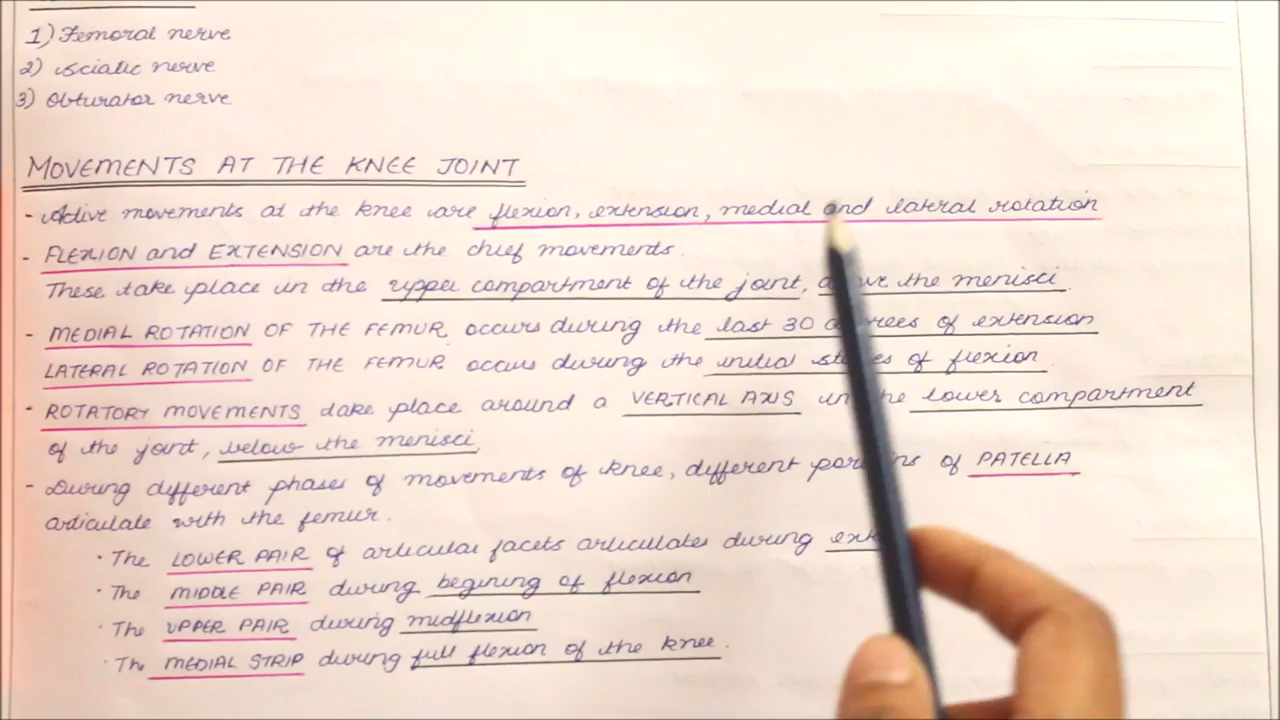 1) Femoral nerve
2) sciatic nerve
3) Obturator nerve
MOVEMENTS AT THE KNEE JOINT
- Active movements at the knee are flexion, extension, medial and lateral rotation
- FLEXION and EXTENSION are the chief movements.
These take place in the upper compartment of the joint, above the menisci.
- MEDIAL ROTATION OF THE FEMUR occurs during the last 30 degrees of extension
LATERAL ROTATION OF THE FEMUR occurs during the initial stages of flexion.
- ROTATORY MOVEMENTS take place around a VERTICAL AXIS in the lower compartment
of the joint, below the menisci.
- During different phases of movements of knee, different portions of PATELLA
articulate with the femur.
· The LOWER PAIR of articular facets articulates during
· The MIDDLE PAIR during begining of flexion
· The UPPER PAIR during midflexion
· The MEDIAL STRIP during full flexion of the knee.